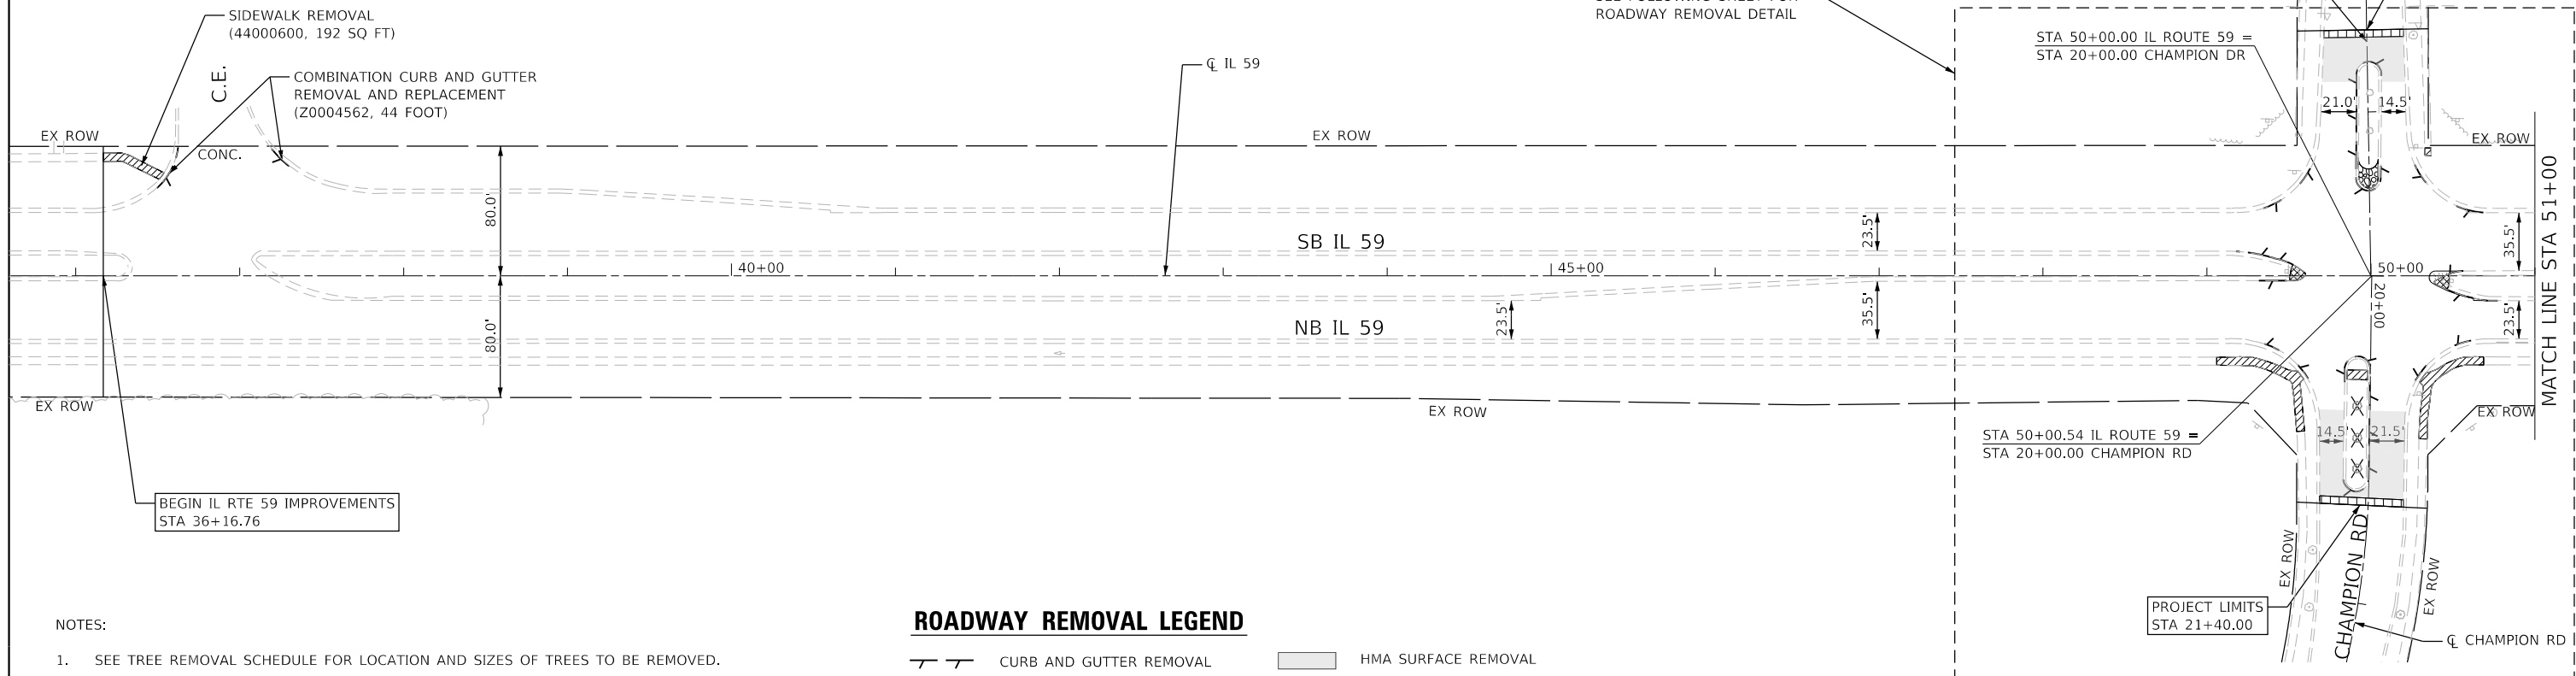 SIDEWALK REMOVAL
(44000600, 192 SQ FT)
C.E.
COMBINATION CURB AND GUTTER
REMOVAL AND REPLACEMENT
(Z0004562, 44 FOOT)
CONC.
EX ROW
80.0'
80.0'
EX ROW
BEGIN IL RTE 59 IMPROVEMENTS
STA 36+16.76
℄ IL 59
EX ROW
40+00
SB IL 59
45+00
NB IL 59
23.5'
23.5'
35.5'
EX ROW
ROADWAY REMOVAL DETAIL
STA 50+00.00 IL ROUTE 59 =
STA 20+00.00 CHAMPION DR
21.0'
14.5'
EX ROW
35.5'
50+00
20+00
23.5'
MATCH LINE STA 51+00
EX ROW
STA 50+00.54 IL ROUTE 59 =
STA 20+00.00 CHAMPION RD
14.5'
21.5'
EX ROW
CHAMPION RD
EX ROW
PROJECT LIMITS
STA 21+40.00
℄ CHAMPION RD
NOTES:
1. SEE TREE REMOVAL SCHEDULE FOR LOCATION AND SIZES OF TREES TO BE REMOVED.
ROADWAY REMOVAL LEGEND
CURB AND GUTTER REMOVAL
HMA SURFACE REMOVAL